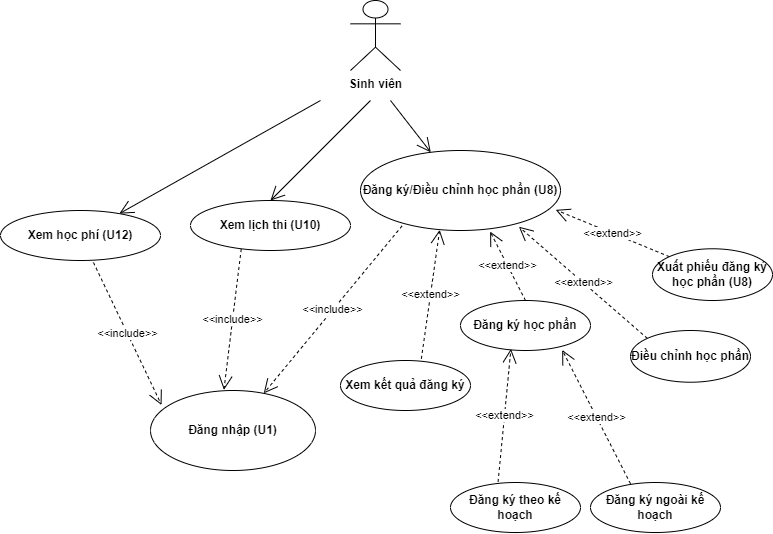 Sinh viên
Đăng ký/Điều chỉnh học phần (U8)
Xem học phí (U12)
Xem lịch thi (U10)
<<extend>>
Xuất phiếu đăng ký
học phần (U8)
<<extend>>
<<extend>>
<<extend>>
<<include>>
<<include>>
<<include>>
Đăng ký học phần
Điều chỉnh học phần
Xem kết quả đăng ký
<<extend>>
<<extend>>
Đăng nhập (U1)
Đăng ký theo kế
hoạch
Đăng ký ngoài kế
hoạch